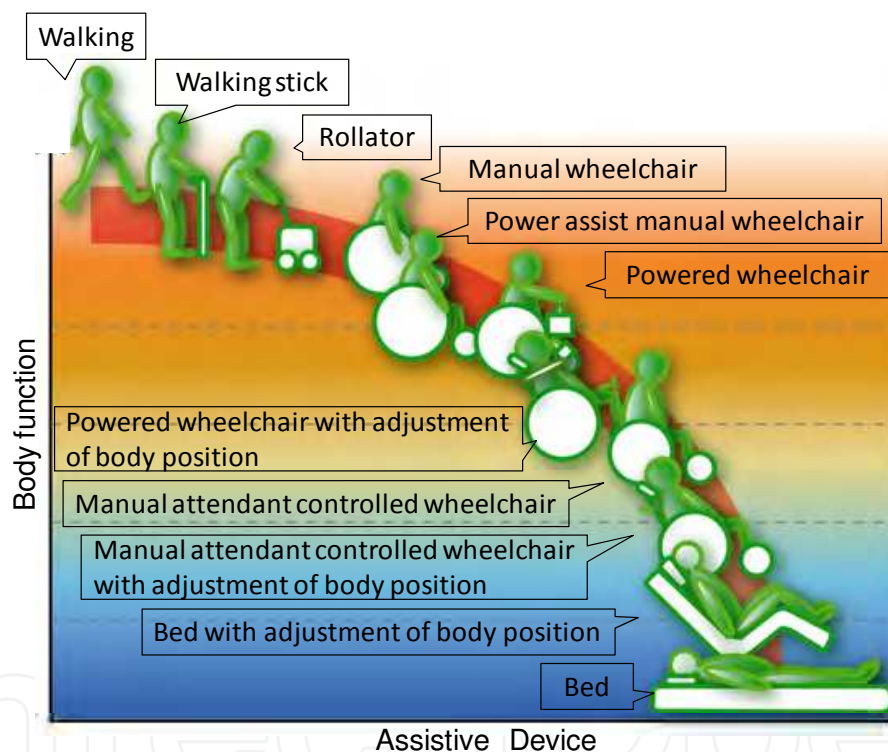 Walking
Walking stick
Rollator
Manual wheelchair
Power assist manual wheelchair
Powered wheelchair
Powered wheelchair with adjustment
of body position
Manual attendant controlled wheelchair
Manual attendant controlled wheelchair
with adjustment of body position
Bed with adjustment of body position
Bed
Body function
Assistive Device